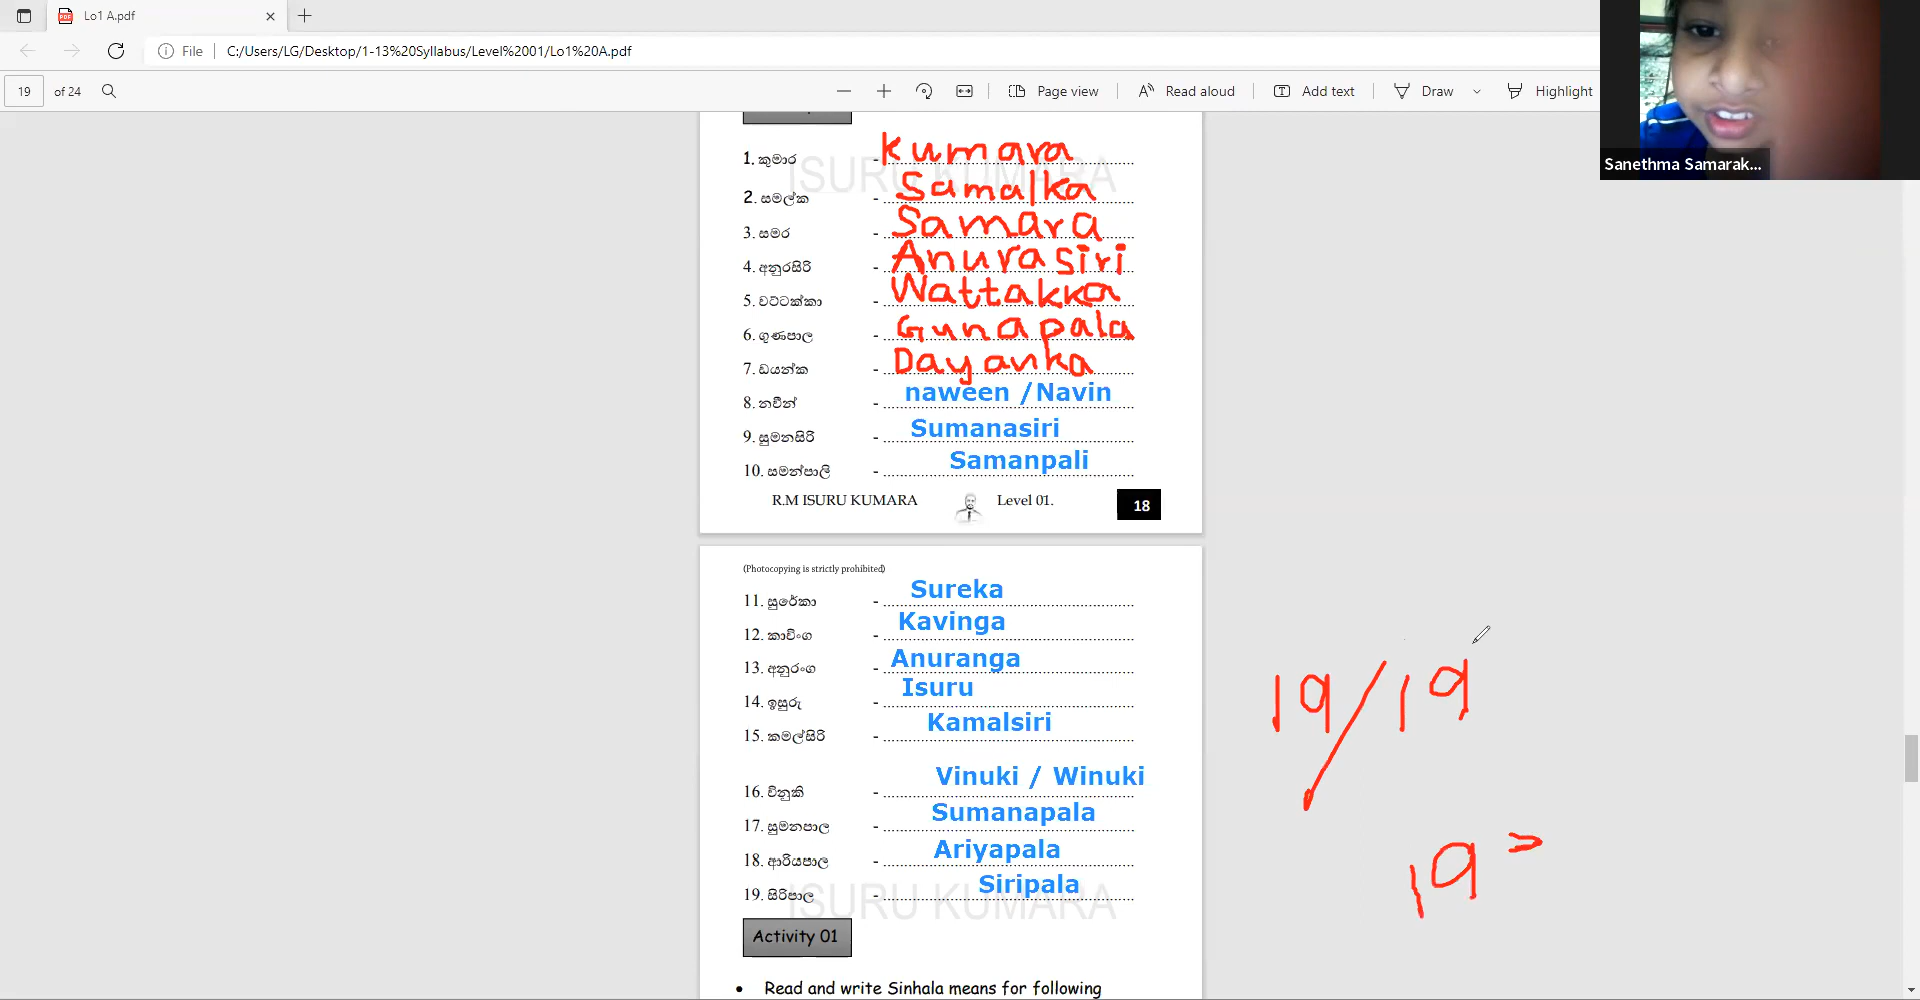 Lo1 A.pdf
File C:/Users/LG/Desktop/1-13%20Syllabus/Level%2001/Lo1%20A.pdf
19 of 24 Page view Read aloud Add text Draw Highlight
Sanethma Samarak...
ISURU KUMARA
1. කුමාර - Kumara
2. සමල්ක - Samalka
3. සමර - Samara
4. අනුරසිරි - Anurasiri
5. වට්ටක්කා - Wattakka
6. ගුණපාල - Gunapala
7. ඩයන්ක - Dayanka
8. නවීන් - naween /Navin
9. සුමනසිරි - Sumanasiri
10. සමන්පාලි - Samanpali
R.M ISURU KUMARA Level 01. 18
(Photocopying is strictly prohibited)
11. සුරේකා - Sureka
12. කාවිංග - Kavinga
13. අනුරංග - Anuranga
14. ඉසුරු - Isuru
15. කමල්සිරි - Kamalsiri
16. විනුකි - Vinuki / Winuki
17. සුමනපාල - Sumanapala
18. ආරියපාල - Ariyapala
19. සිරිපාල - Siripala
ISURU KUMARA
19/19
19 =
Activity 01
• Read and write Sinhala means for following